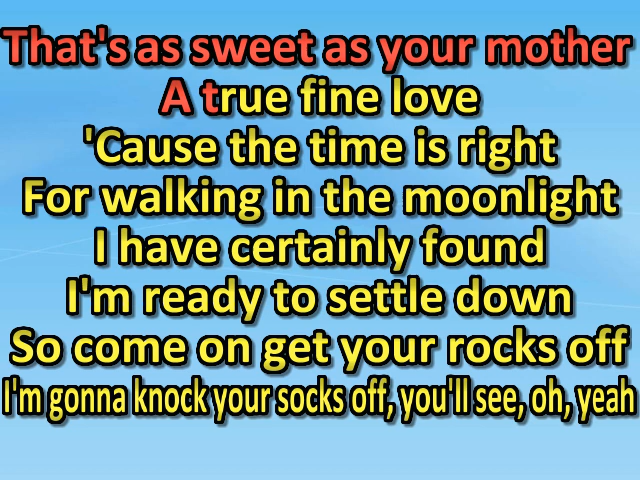 That's as sweet as your mother
A true fine love
'Cause the time is right
For walking in the moonlight
I have certainly found
I'm ready to settle down
So come on get your rocks off
I'm gonna knock your socks off, you'll see, oh, yeah